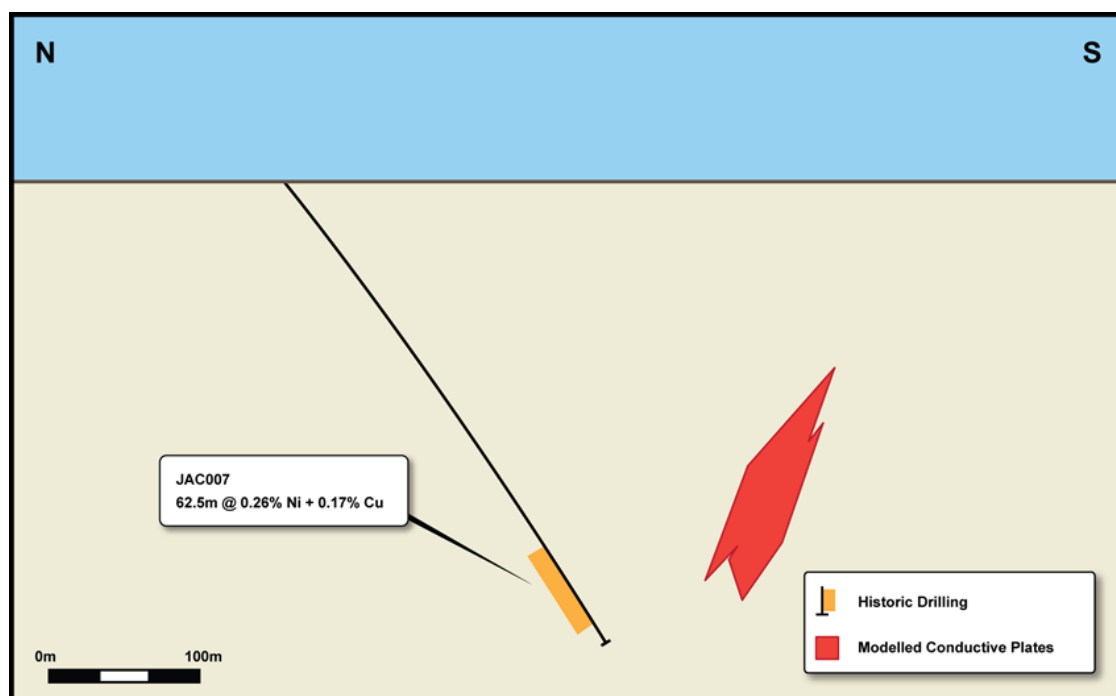 N
S
JAC007
62.5m @ 0.26% Ni + 0.17% Cu
Historic Drilling
Modelled Conductive Plates
0m
100m